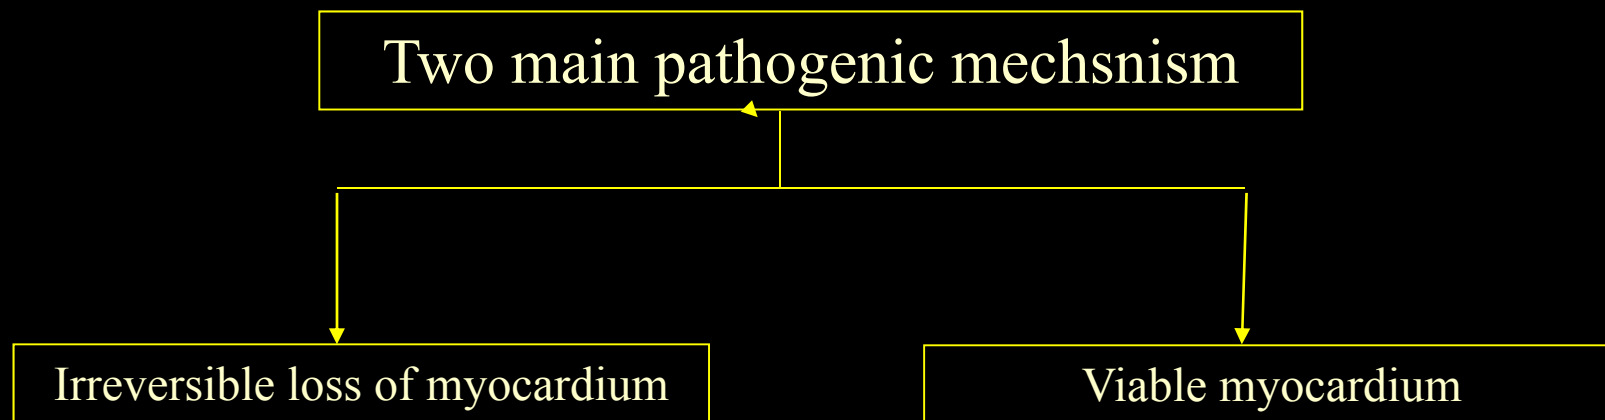 Two main pathogenic mechsnism
Irreversible loss of myocardium
Viable myocardium